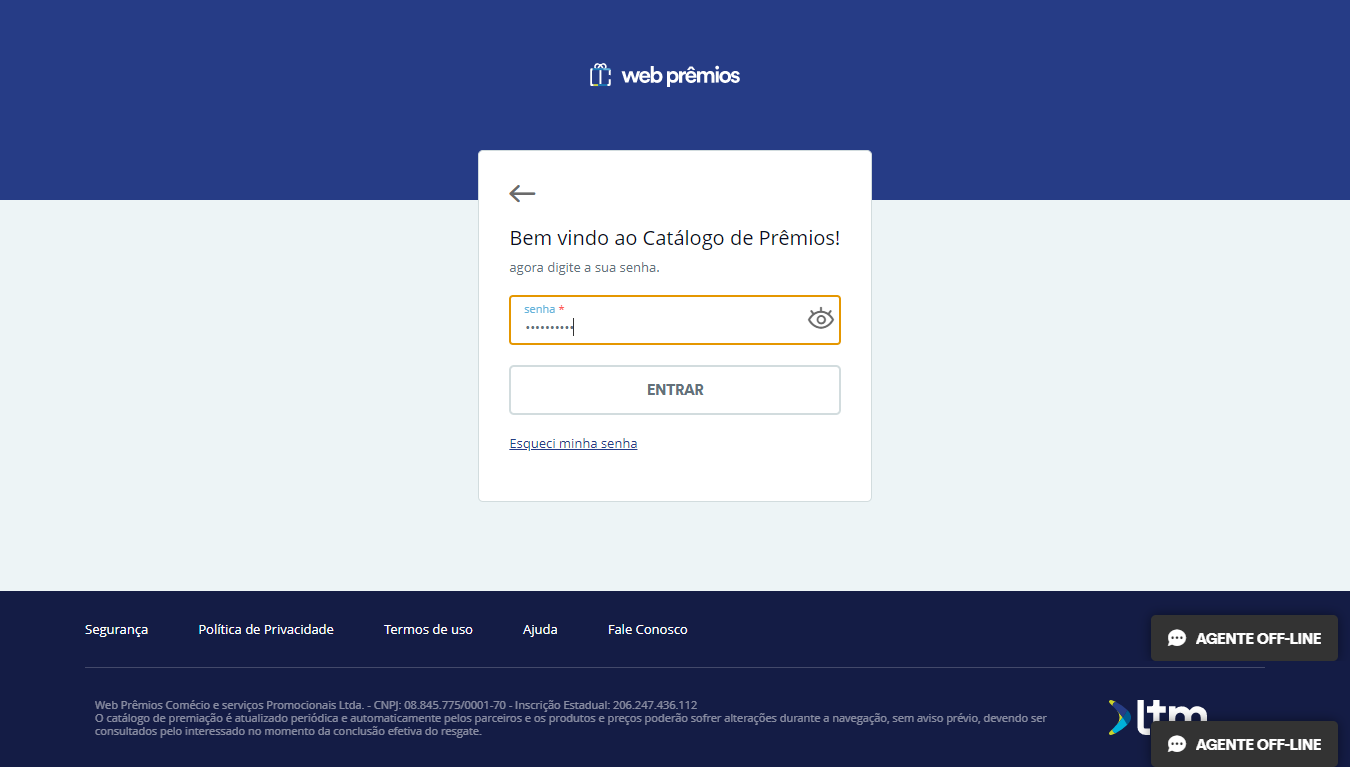 web prêmios
Bem vindo ao Catálogo de Prêmios!
agora digite a sua senha.
senha *
••••••••••
ENTRAR
Esqueci minha senha
Segurança Política de Privacidade Termos de uso Ajuda Fale Conosco
AGENTE OFF-LINE
Web Prêmios Comécio e serviços Promocionais Ltda. - CNPJ: 08.845.775/0001-70 - Inscrição Estadual: 206.247.436.112
O catálogo de premiação é atualizado periódica e automaticamente pelos parceiros e os produtos e preços poderão sofrer alterações durante a navegação, sem aviso prévio, devendo ser
consultados pelo interessado no momento da conclusão efetiva do resgate.
ltm
AGENTE OFF-LINE